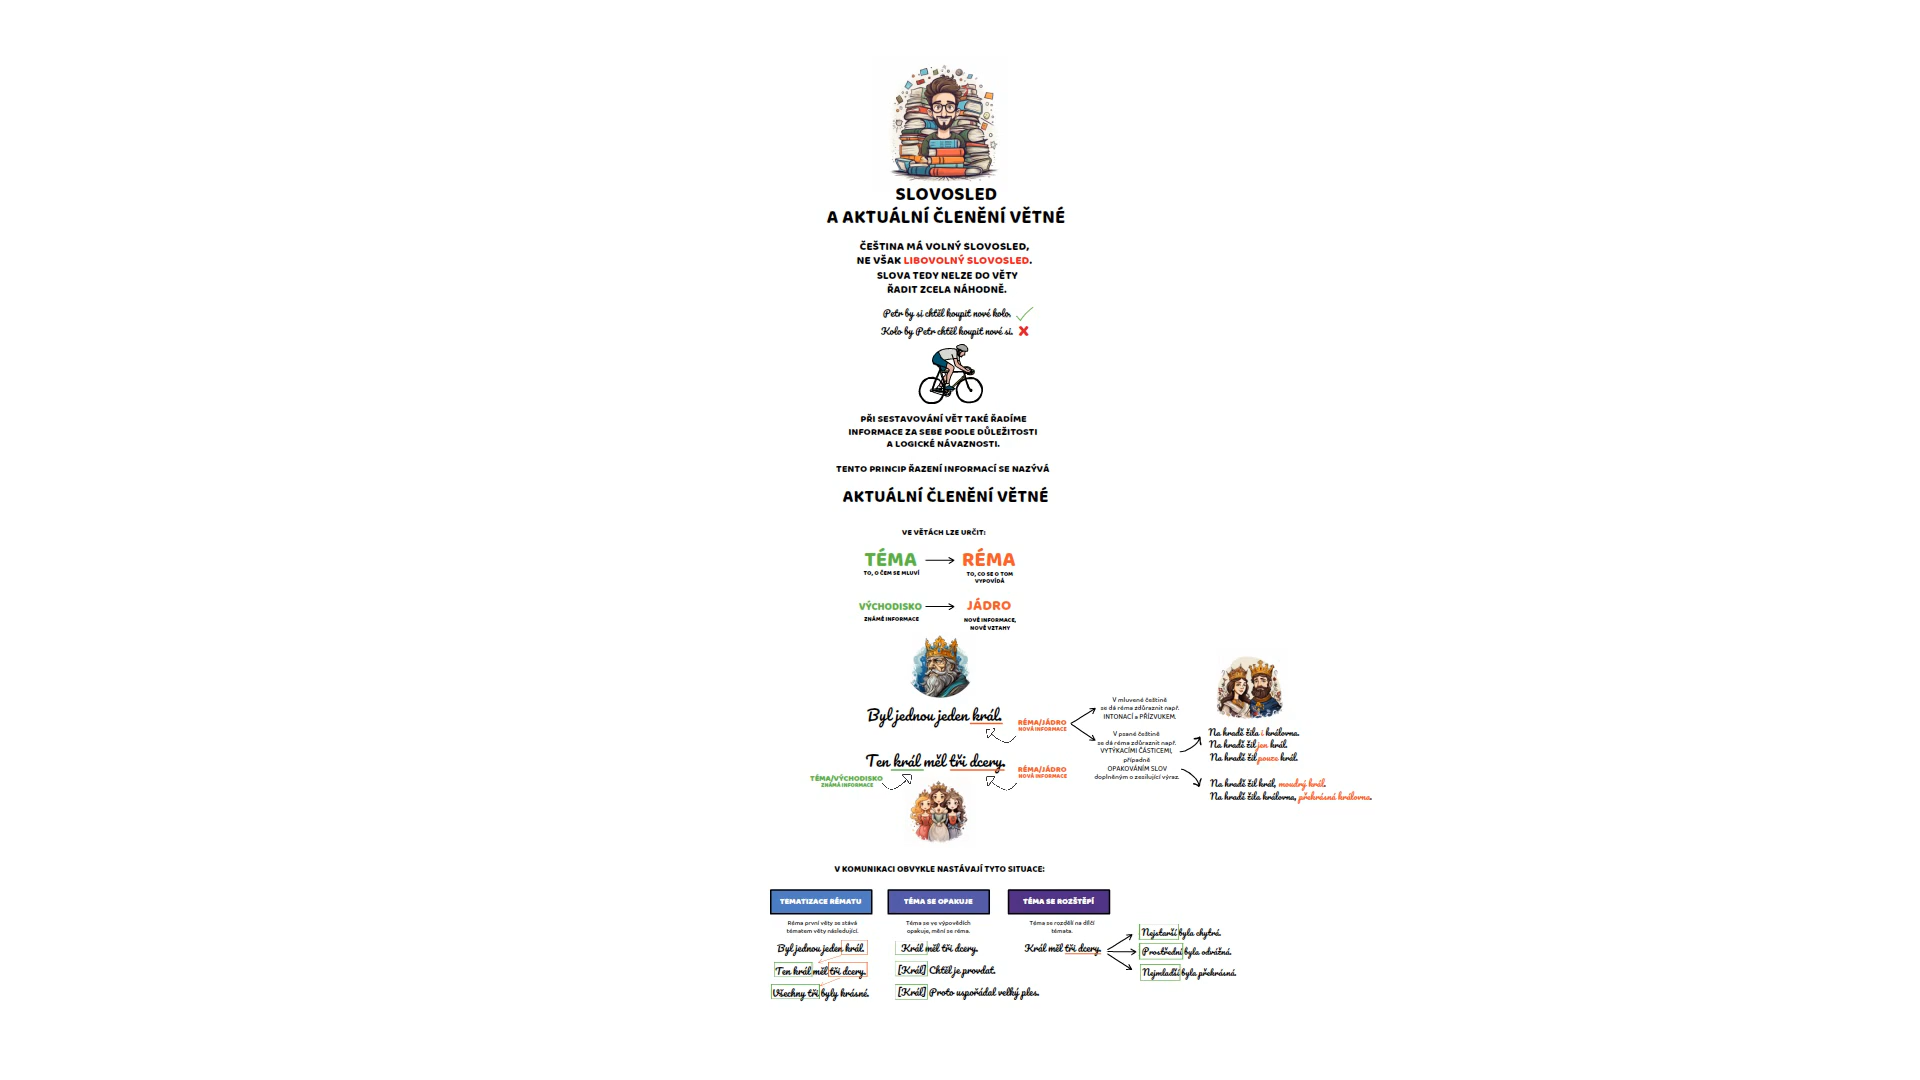 SLOVOSLED
A AKTUÁLNÍ ČLENĚNÍ VĚTNÉ
ČEŠTINA MÁ VOLNÝ SLOVOSLED,
NE VŠAK LIBOVOLNÝ SLOVOSLED.
SLOVA TEDY NELZE DO VĚTY
ŘADIT ZCELA NÁHODNĚ.
Petr by si chtěl koupit nové kolo.
Kolo by Petr chtěl koupit nové si.
PŘI SESTAVOVÁNÍ VĚT TAKÉ ŘADÍME
INFORMACE ZA SEBE PODLE DŮLEŽITOSTI
A LOGICKÉ NÁVAZNOSTI.
TENTO PRINCIP ŘAZENÍ INFORMACÍ SE NAZÝVÁ
AKTUÁLNÍ ČLENĚNÍ VĚTNÉ
VE VĚTÁCH LZE URČIT:
TÉMA
TO, O ČEM SE MLUVÍ
RÉMA
TO, CO SE O TOM
VYPOVÍDÁ
VÝCHODISKO
ZNÁMÉ INFORMACE
JÁDRO
NOVÉ INFORMACE,
NOVÉ VZTAHY
Byl jednou jeden král.
RÉMA/JÁDRO
NOVÁ INFORMACE
Ten král měl tři dcery.
TÉMA/VÝCHODISKO
ZNÁMÁ INFORMACE
RÉMA/JÁDRO
NOVÁ INFORMACE
V mluvené češtině
se dá réma zdůraznit např.
INTONACÍ a PŘÍZVUKEM.
V psané češtině
se dá réma zdůraznit např.
VYTÝKACÍMI ČÁSTICEMI,
případně
OPAKOVÁNÍM SLOV
doplněným o zesilující výraz.
Na hradě žila i královna.
Na hradě žil jen král.
Na hradě žil pouze král.
Na hradě žil král, moudrý král.
Na hradě žila královna, překrásná královna.
V KOMUNIKACI OBVYKLE NASTÁVAJÍ TYTO SITUACE:
TEMATIZACE RÉMATU
Réma první věty se stává
tématem věty následující.
Byl jednou jeden král.
Ten král měl tři dcery.
Všechny tři byly krásné.
TÉMA SE OPAKUJE
Téma se ve výpovědích
opakuje, mění se réma.
Král měl tři dcery.
[Král] Chtěl je provdat.
[Král] Proto uspořádal velký ples.
TÉMA SE ROZŠTĚPÍ
Téma se rozdělí na dílčí
témata.
Král měl tři dcery.
Nejstarší byla chytrá.
Prostřední byla odvážná.
Nejmladší byla překrásná.